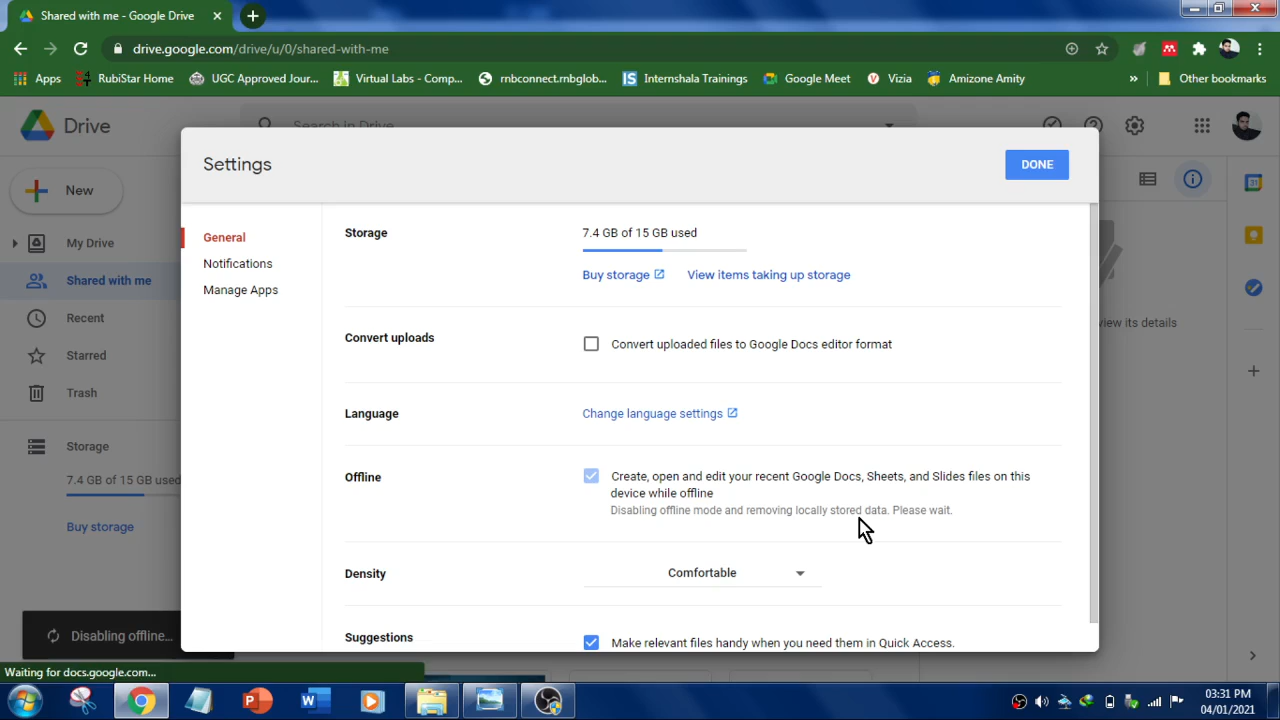 Shared with me – Google Drive
drive.google.com/drive/u/0/shared-with-me
Apps
RubiStar Home
UGC Approved Jour...
Virtual Labs - Comp...
rnbconnect.rnbglob...
Internshala Trainings
Google Meet
Vizia
Amizone Amity
»
Other bookmarks
Drive
Search in Drive
New
My Drive
Shared with me
Recent
Starred
Trash
Storage
7.4 GB of 15 GB used
Buy storage
Settings
DONE
General
Notifications
Manage Apps
Storage
7.4 GB of 15 GB used
Buy storage
View items taking up storage
Convert uploads
Convert uploaded files to Google Docs editor format
Language
Change language settings
Offline
Create, open and edit your recent Google Docs, Sheets, and Slides files on this
device while offline
Disabling offline mode and removing locally stored data. Please wait.
Density
Comfortable
Suggestions
Make relevant files handy when you need them in Quick Access.
view its details
31
Disabling offline...
Waiting for docs.google.com...
03:31 PM
04/01/2021